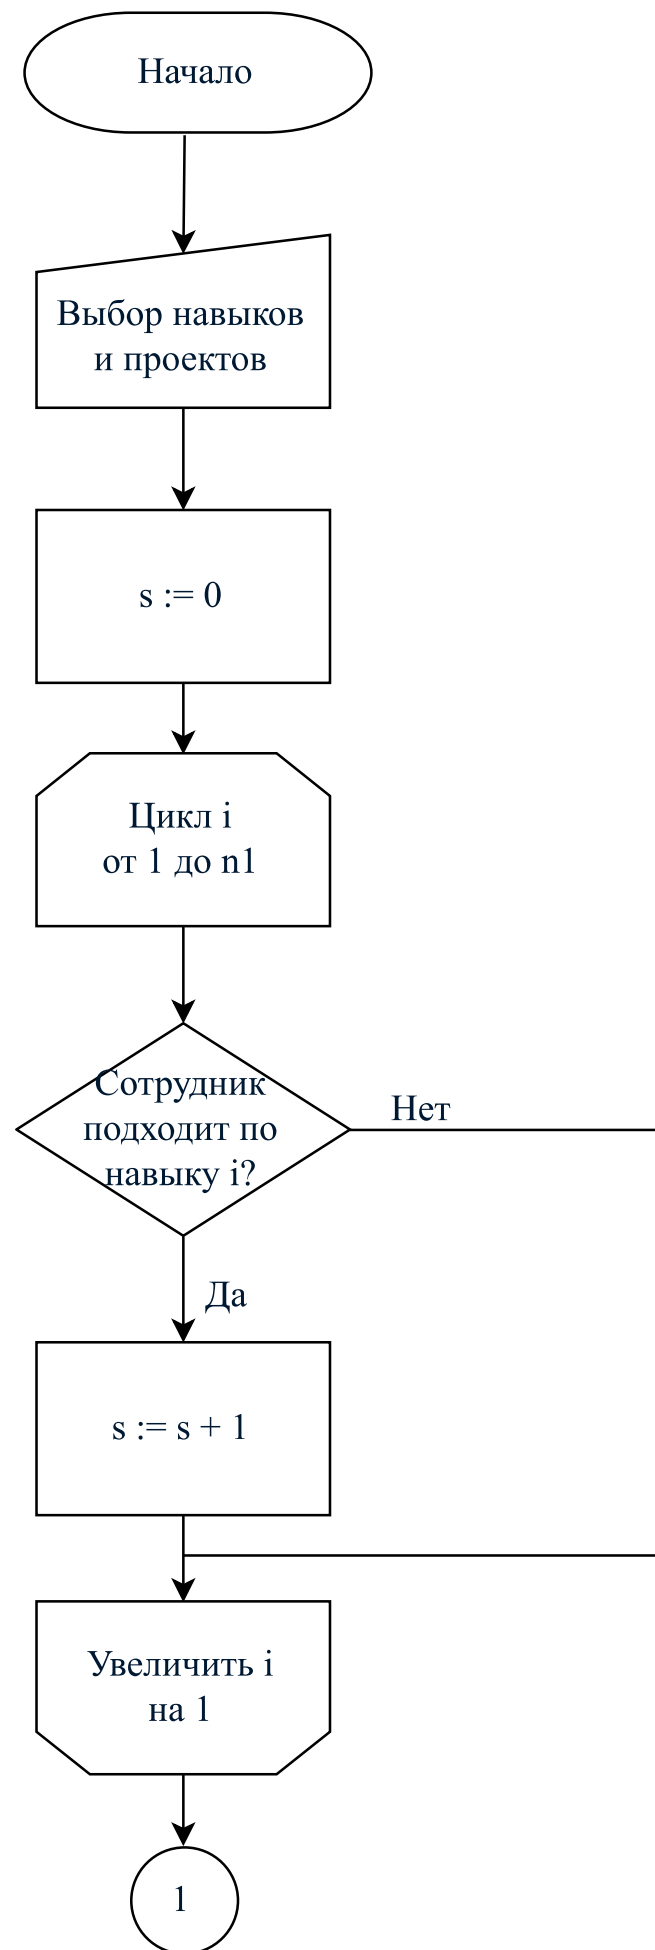 Начало
Выбор навыков
и проектов
s := 0
Цикл i
от 1 до n1
Сотрудник
подходит по
навыку i?
Нет
Да
s := s + 1
Увеличить i
на 1
1